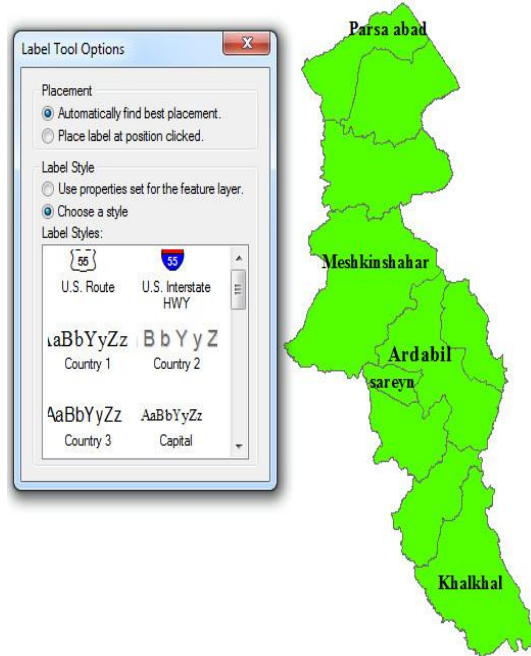 Label Tool Options
Placement
Automatically find best placement.
Place label at position clicked.
Label Style
Use properties set for the feature layer.
Choose a style
Label Styles:
55 55
U.S. Route U.S. Interstate
HWY
AaBbYyZz B b Y y Z
Country 1 Country 2
AaBbYyZz AaBbYyZz
Country 3 Capital
Parsa abad
Meshkinshahar
Ardabil
sareyn
Khalkhal